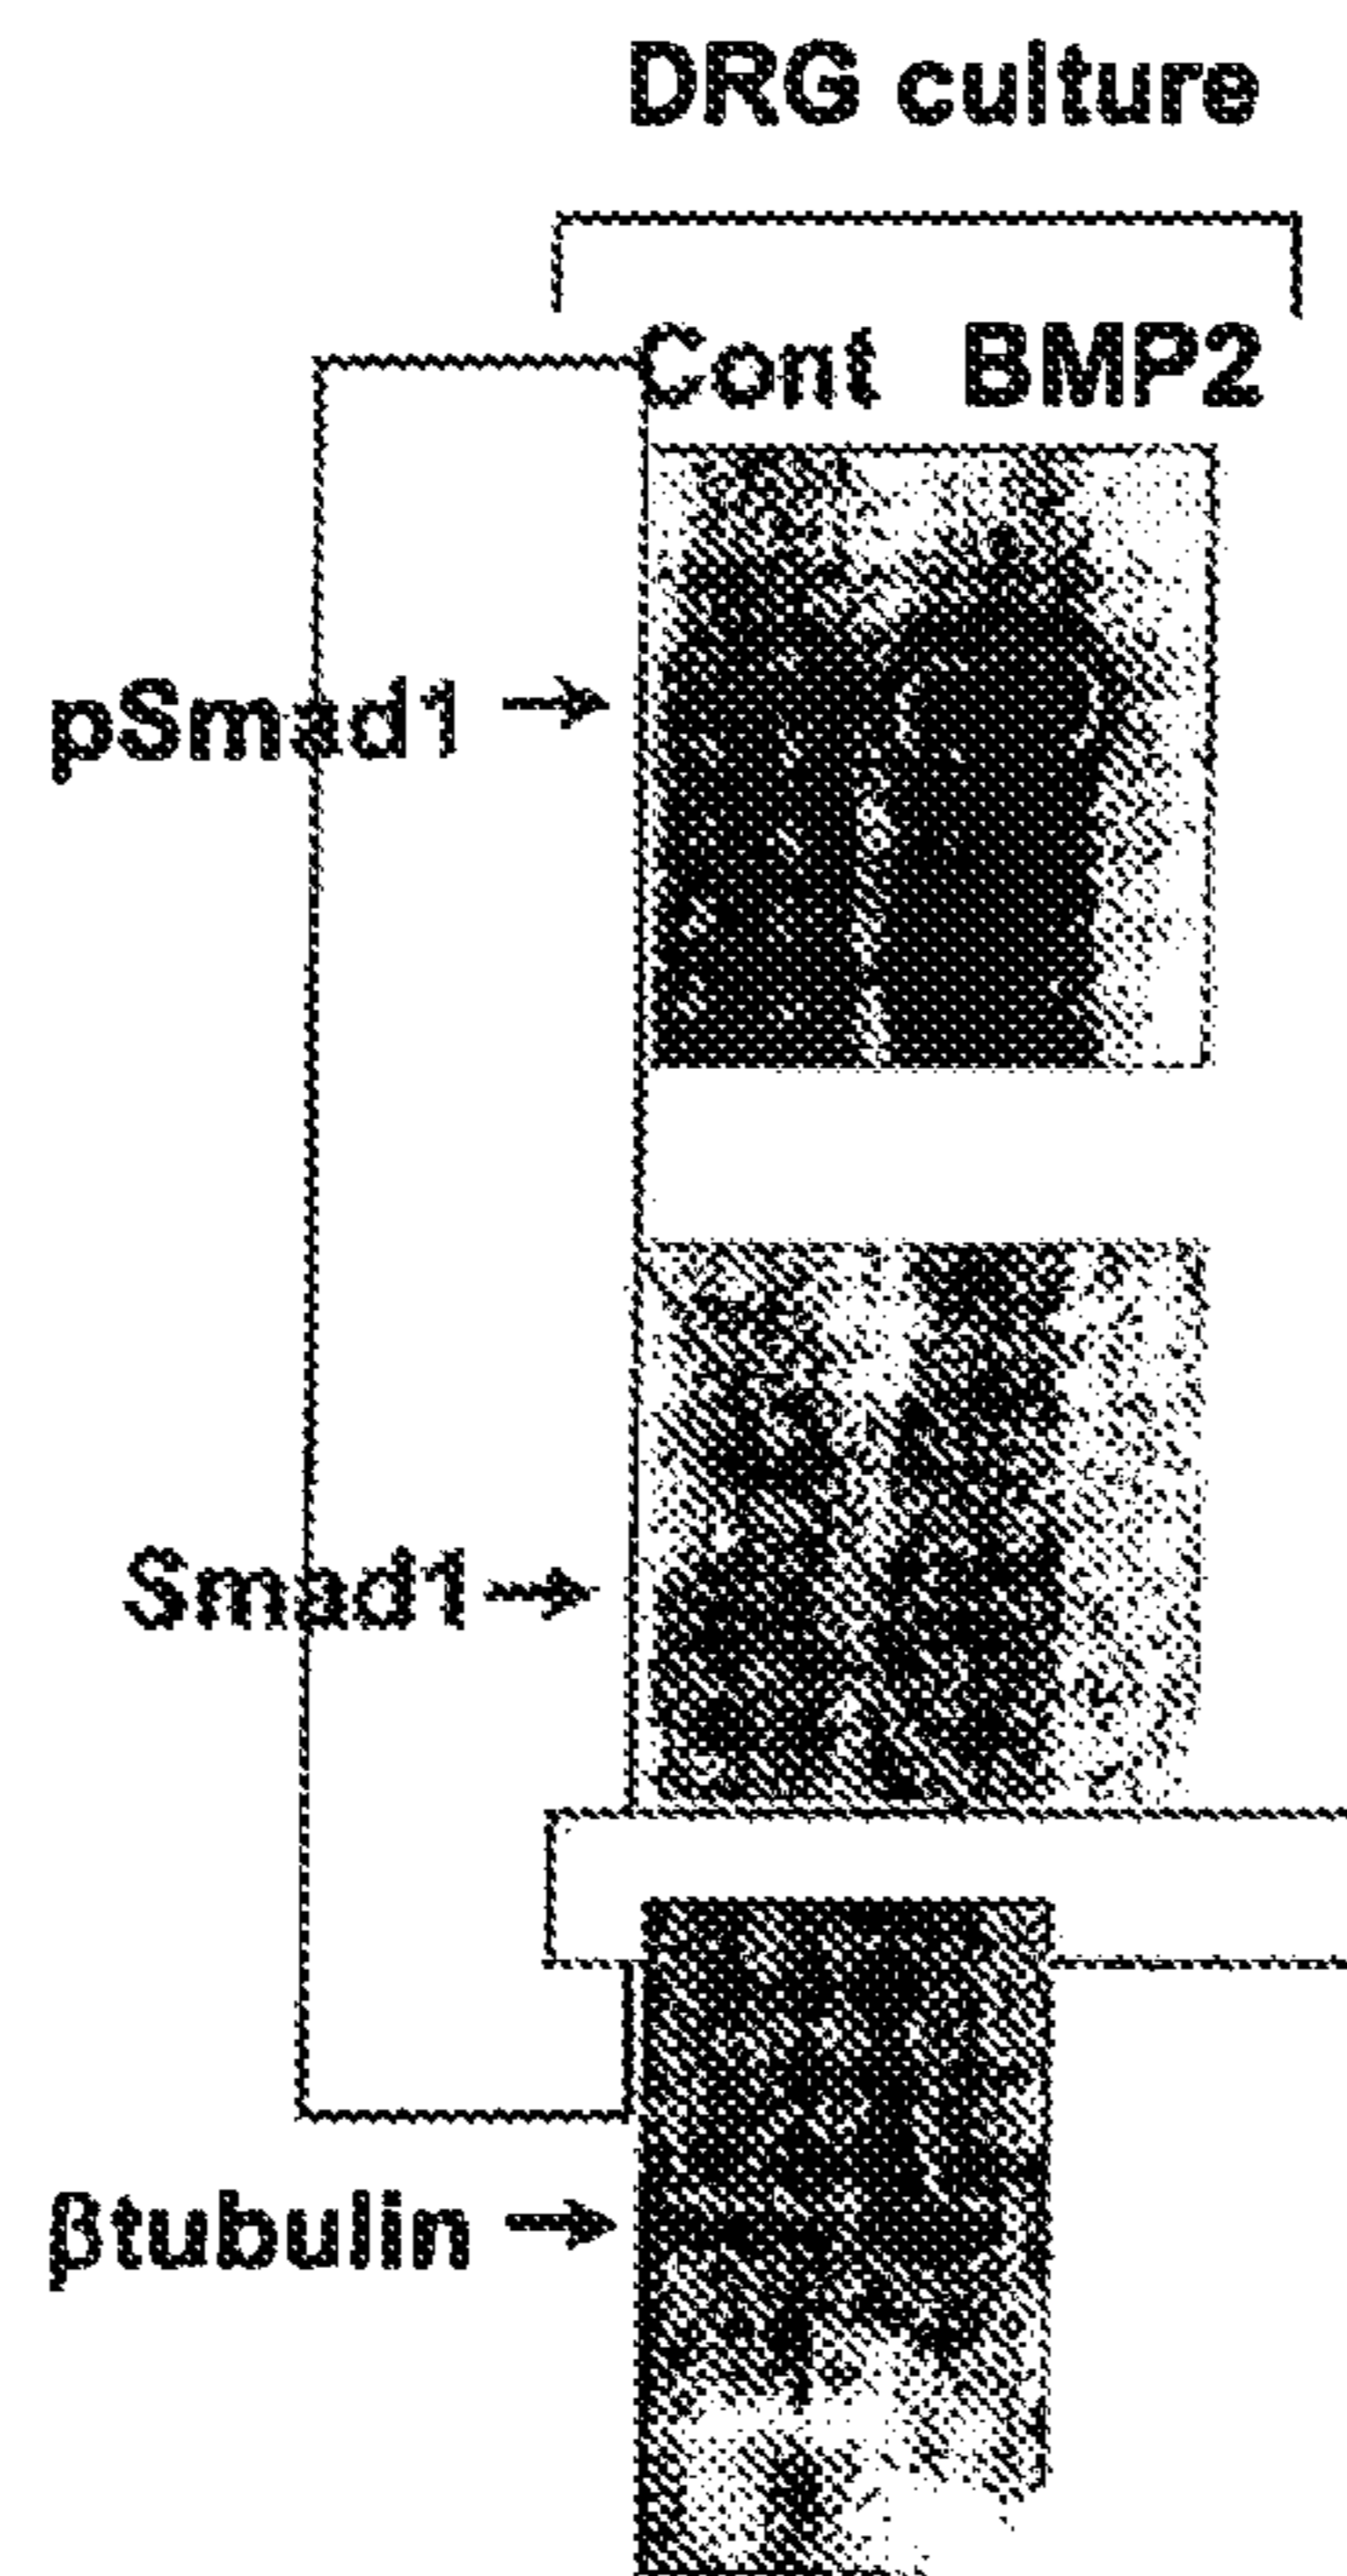 DRG culture
Cont BMP2
pSmad1 →
Smad1 →
βtubulin →